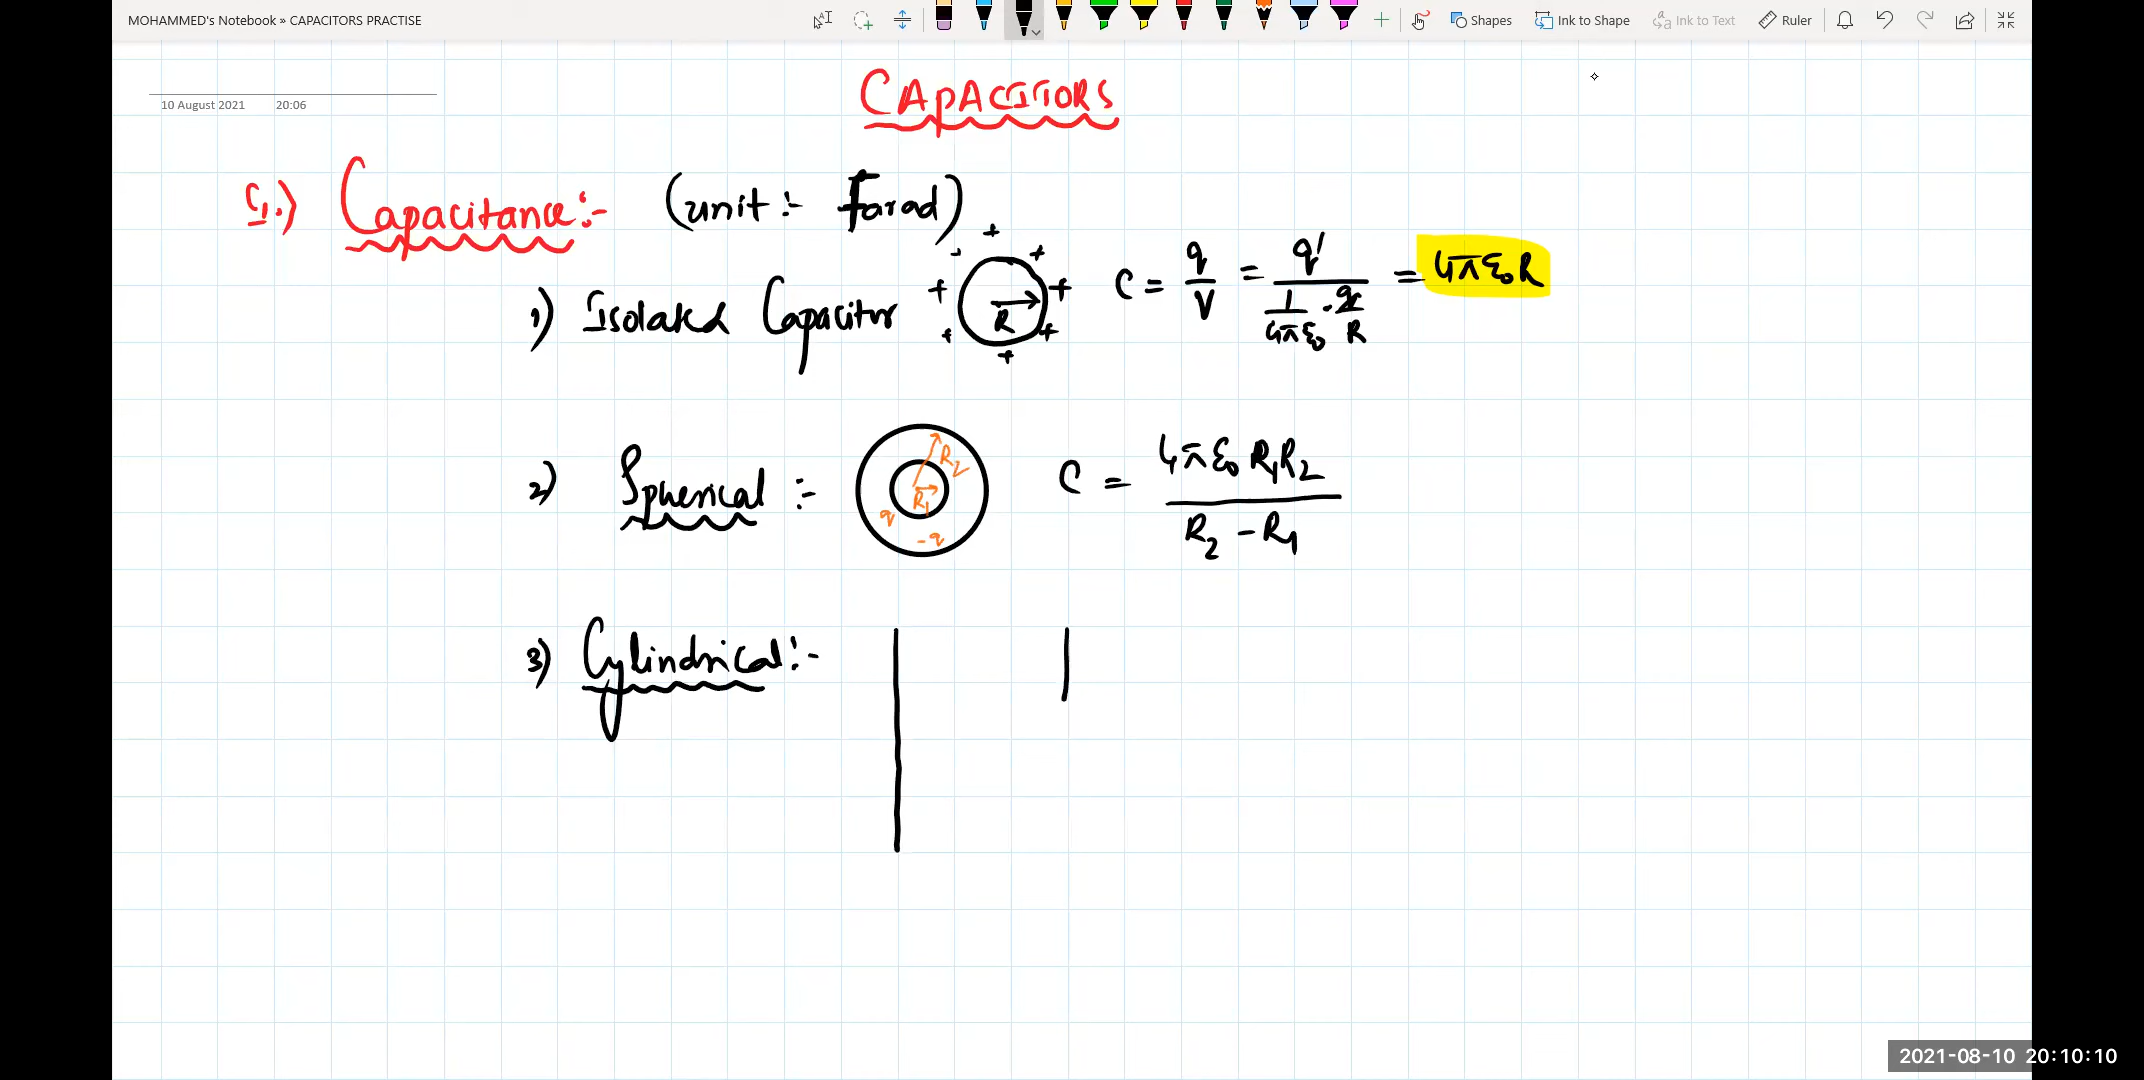 MOHAMMED's Notebook » CAPACITORS PRACTISE
Shapes Ink to Shape Ink to Text Ruler
CAPACITORS
10 August 2021 20:06
I.) Capacitance:- (unit :- Farad)
1) Isolated Capacitor R C = q/V = q/(1/4πε₀ · q/R) = 4πε₀R
2) Spherical :- R₂ R₁ q -q C = 4πε₀R₁R₂/(R₂ - R₁)
3) Cylindrical:-
2021-08-10 20:10:10